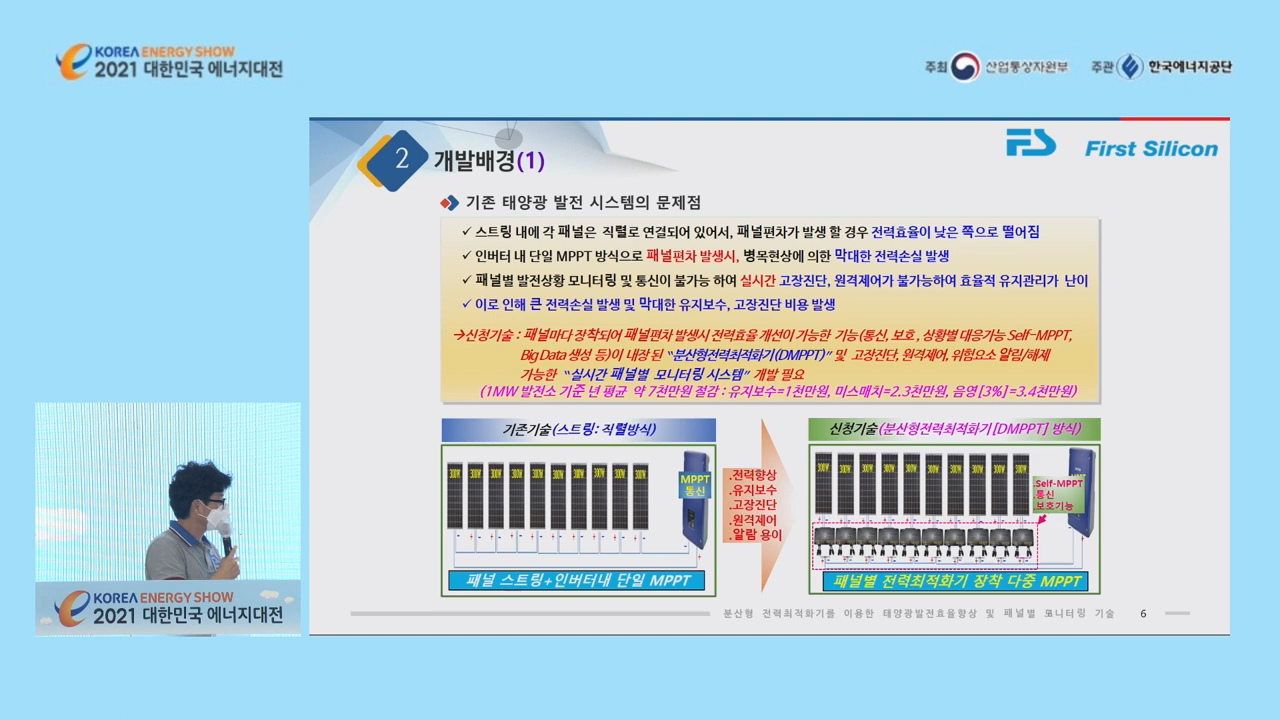 KOREA ENERGY SHOW
2021 대한민국 에너지대전
주최 산업통상자원부 주관 한국에너지공단
2 개발배경(1)
FS First Silicon
기존 태양광 발전 시스템의 문제점
✓ 스트링 내에 각 패널은 직렬로 연결되어 있어서, 패널편차가 발생 할 경우 전력효율이 낮은 쪽으로 떨어짐
✓ 인버터 내 단일 MPPT 방식으로 패널편차 발생시, 병목현상에 의한 막대한 전력손실 발생
✓ 패널별 발전상황 모니터링 및 통신이 불가능 하여 실시간 고장진단, 원격제어가 불가능하여 효율적 유지관리가 난이
✓ 이로 인해 큰 전력손실 발생 및 막대한 유지보수, 고장진단 비용 발생
→신청기술 : 패널마다 장착되어 패널편차 발생시 전력효율 개선이 가능한 기능(통신, 보호 , 상황별 대응가능 Self-MPPT,
Big Data 생성 등)이 내장 된 “분산형전력최적화기(DMPPT)” 및 고장진단, 원격제어, 위험요소 알림/해제
가능한 “실시간 패널별 모니터링 시스템” 개발 필요
(1MW 발전소 기준 년 평균 약 7천만원 절감 : 유지보수=1천만원, 미스매치=2.3천만원, 음영[3%]=3.4천만원)
기존기술(스트링: 직렬방식)
300W 300W 300W 300W 300W 300W 300W 300W 300W 300W
MPPT
통신
패널 스트링+인버터내 단일 MPPT
.전력향상
.유지보수
.고장진단
.원격제어
.알람 용이
신청기술(분산형전력최적화기[DMPPT] 방식)
300W 300W 300W 300W 300W 300W 300W 300W 300W 300W
.Self-MPPT
.통신
보호기능
패널별 전력최적화기 장착 다중 MPPT
분산형 전력최적화기를 이용한 태양광발전효율향상 및 패널별 모니터링 기술 6
KOREA ENERGY SHOW
2021 대한민국 에너지대전